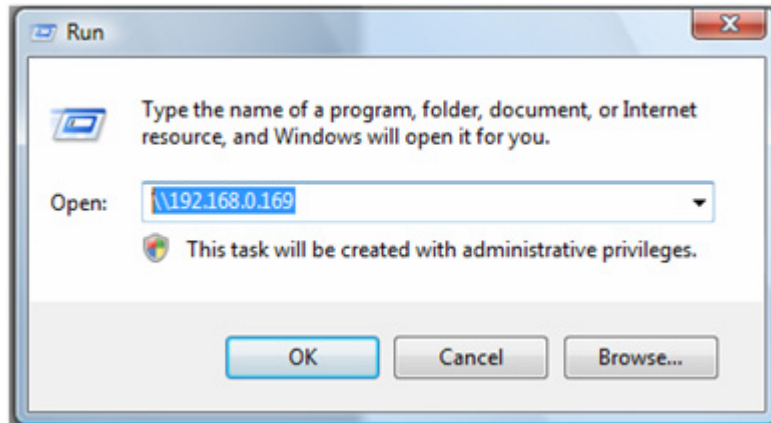 Run
Type the name of a program, folder, document, or Internet
resource, and Windows will open it for you.
Open: \\192.168.0.169
This task will be created with administrative privileges.
OK Cancel Browse...